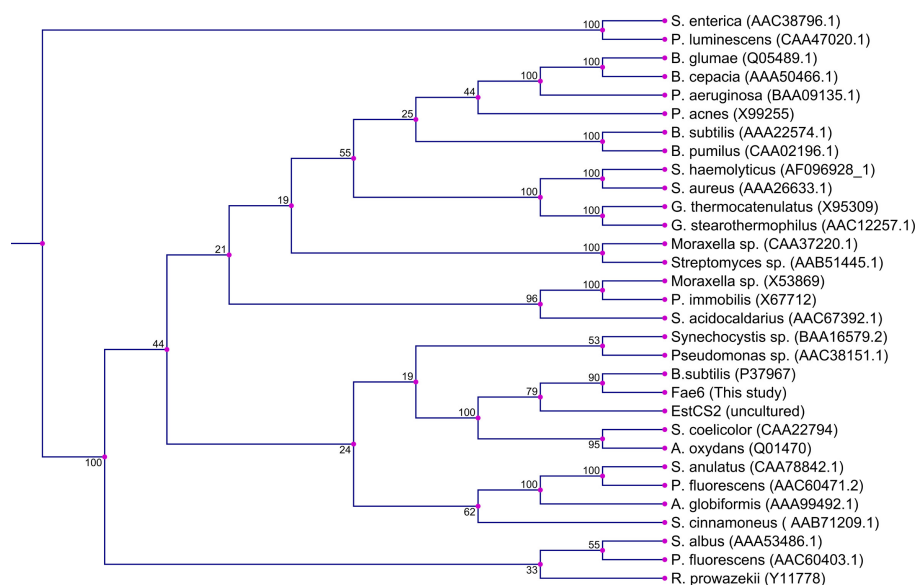 100 S. enterica (AAC38796.1)
P. luminescens (CAA47020.1)
100 B. glumae (Q05489.1)
100 B. cepacia (AAA50466.1)
44 P. aeruginosa (BAA09135.1)
25 P. acnes (X99255)
100 B. subtilis (AAA22574.1)
55 B. pumilus (CAA02196.1)
100 S. haemolyticus (AF096928_1)
100 S. aureus (AAA26633.1)
19 100 G. thermocatenulatus (X95309)
G. stearothermophilus (AAC12257.1)
21 100 Moraxella sp. (CAA37220.1)
Streptomyces sp. (AAB51445.1)
100 Moraxella sp. (X53869)
96 P. immobilis (X67712)
S. acidocaldarius (AAC67392.1)
44 53 Synechocystis sp. (BAA16579.2)
Pseudomonas sp. (AAC38151.1)
19 90 B.subtilis (P37967)
79 Fae6 (This study)
100 EstCS2 (uncultured)
S. coelicolor (CAA22794)
24 95 A. oxydans (Q01470)
100 100 S. anulatus (CAA78842.1)
100 P. fluorescens (AAC60471.2)
A. globiformis (AAA99492.1)
62 S. cinnamoneus ( AAB71209.1)
55 S. albus (AAA53486.1)
P. fluorescens (AAC60403.1)
33 R. prowazekii (Y11778)